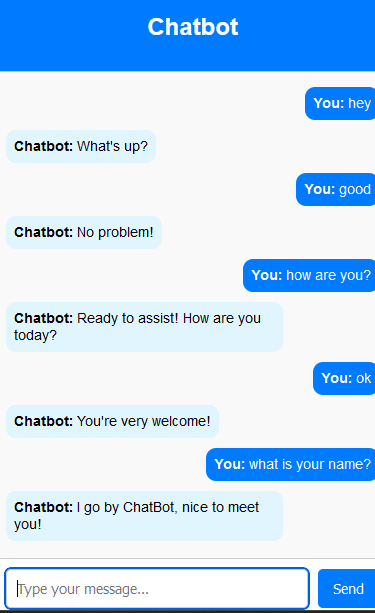 Chatbot
You: hey
Chatbot: What's up?
You: good
Chatbot: No problem!
You: how are you?
Chatbot: Ready to assist! How are you
today?
You: ok
Chatbot: You're very welcome!
You: what is your name?
Chatbot: I go by ChatBot, nice to meet
you!
Type your message...
Send